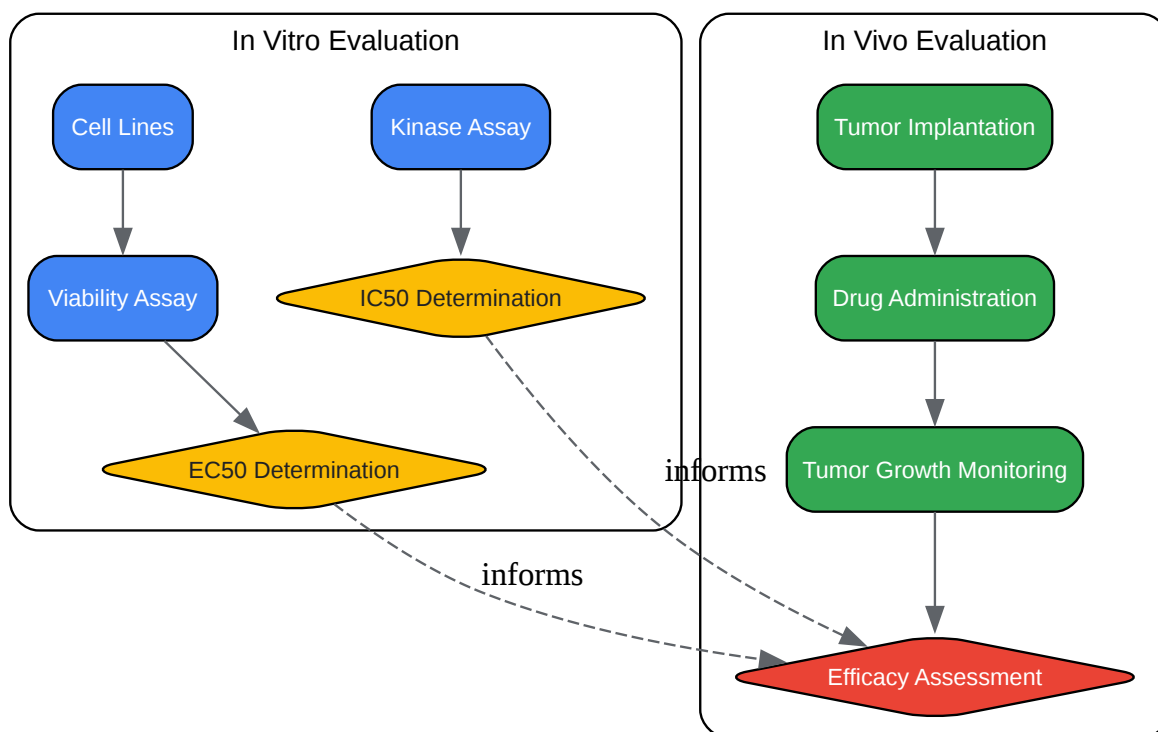 In Vitro Evaluation
Cell Lines
Kinase Assay
Viability Assay
IC50 Determination
EC50 Determination
informs
informs
In Vivo Evaluation
Tumor Implantation
Drug Administration
Tumor Growth Monitoring
Efficacy Assessment